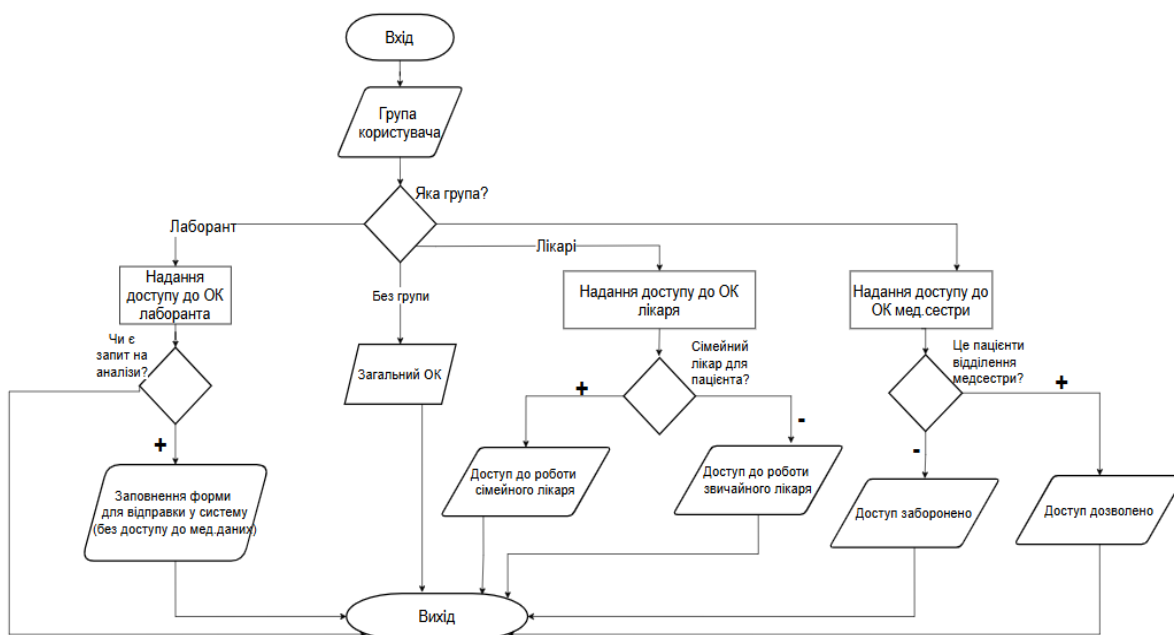 Вхід
Група
користувача
Яка група?
Лаборант
Лікарі
Надання
доступу до ОК
лаборанта
Без групи
Надання доступу до ОК
лікаря
Надання доступу до
ОК мед.сестри
Чи є
запит на
аналізи?
Загальний ОК
Сімейний
лікар для
пацієнта?
Це пацієнти
відділення
медсестри?
+
-
+
+
-
Заповнення форми
для відправки у систему
(без доступу до мед.даних)
Доступ до роботи
сімейного лікаря
Доступ до роботи
звичайного лікаря
Доступ заборонено
Доступ дозволено
Вихід